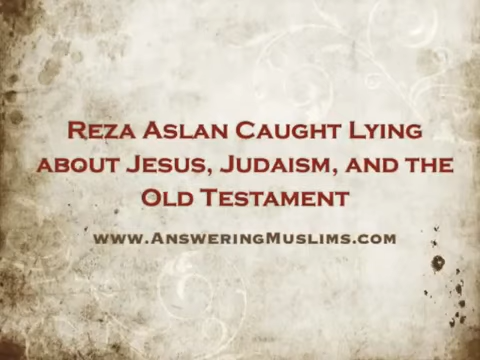 Reza Aslan Caught Lying
about Jesus, Judaism, and the
Old Testament
www.AnsweringMuslims.com